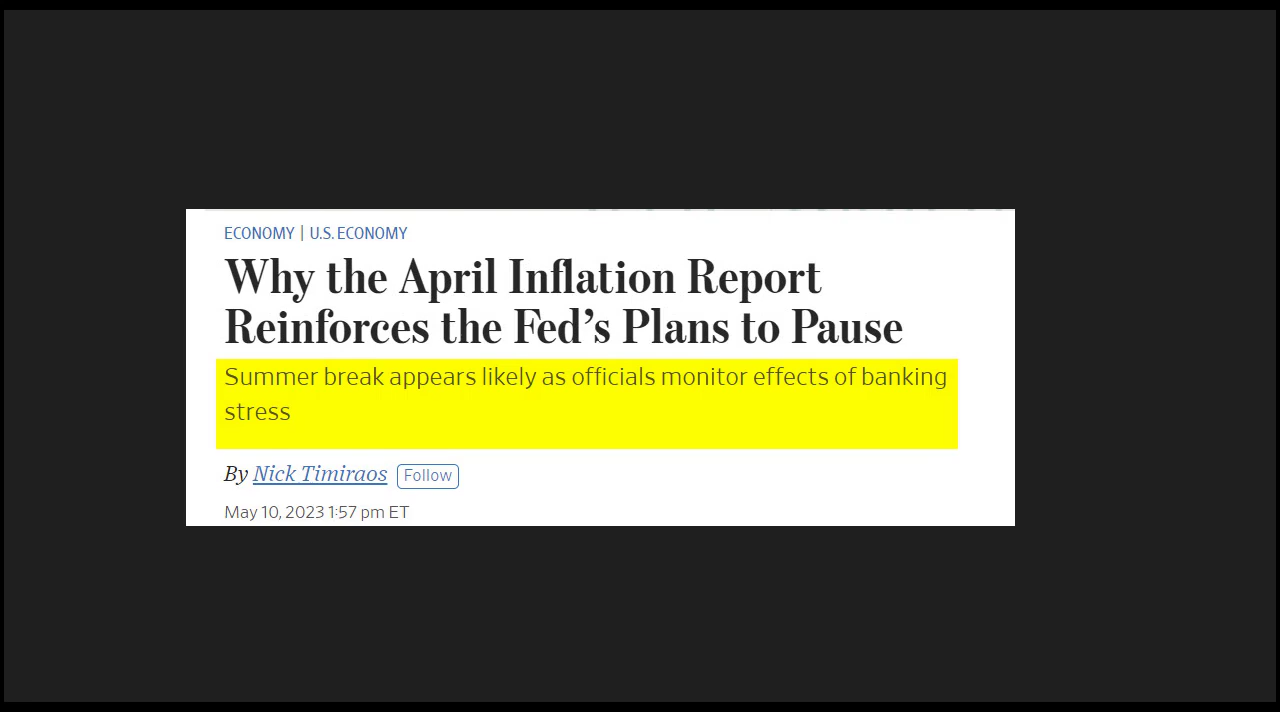 ECONOMY | U.S. ECONOMY
Why the April Inflation Report
Reinforces the Fed’s Plans to Pause
Summer break appears likely as officials monitor effects of banking
stress
By Nick Timiraos Follow
May 10, 2023 1:57 pm ET